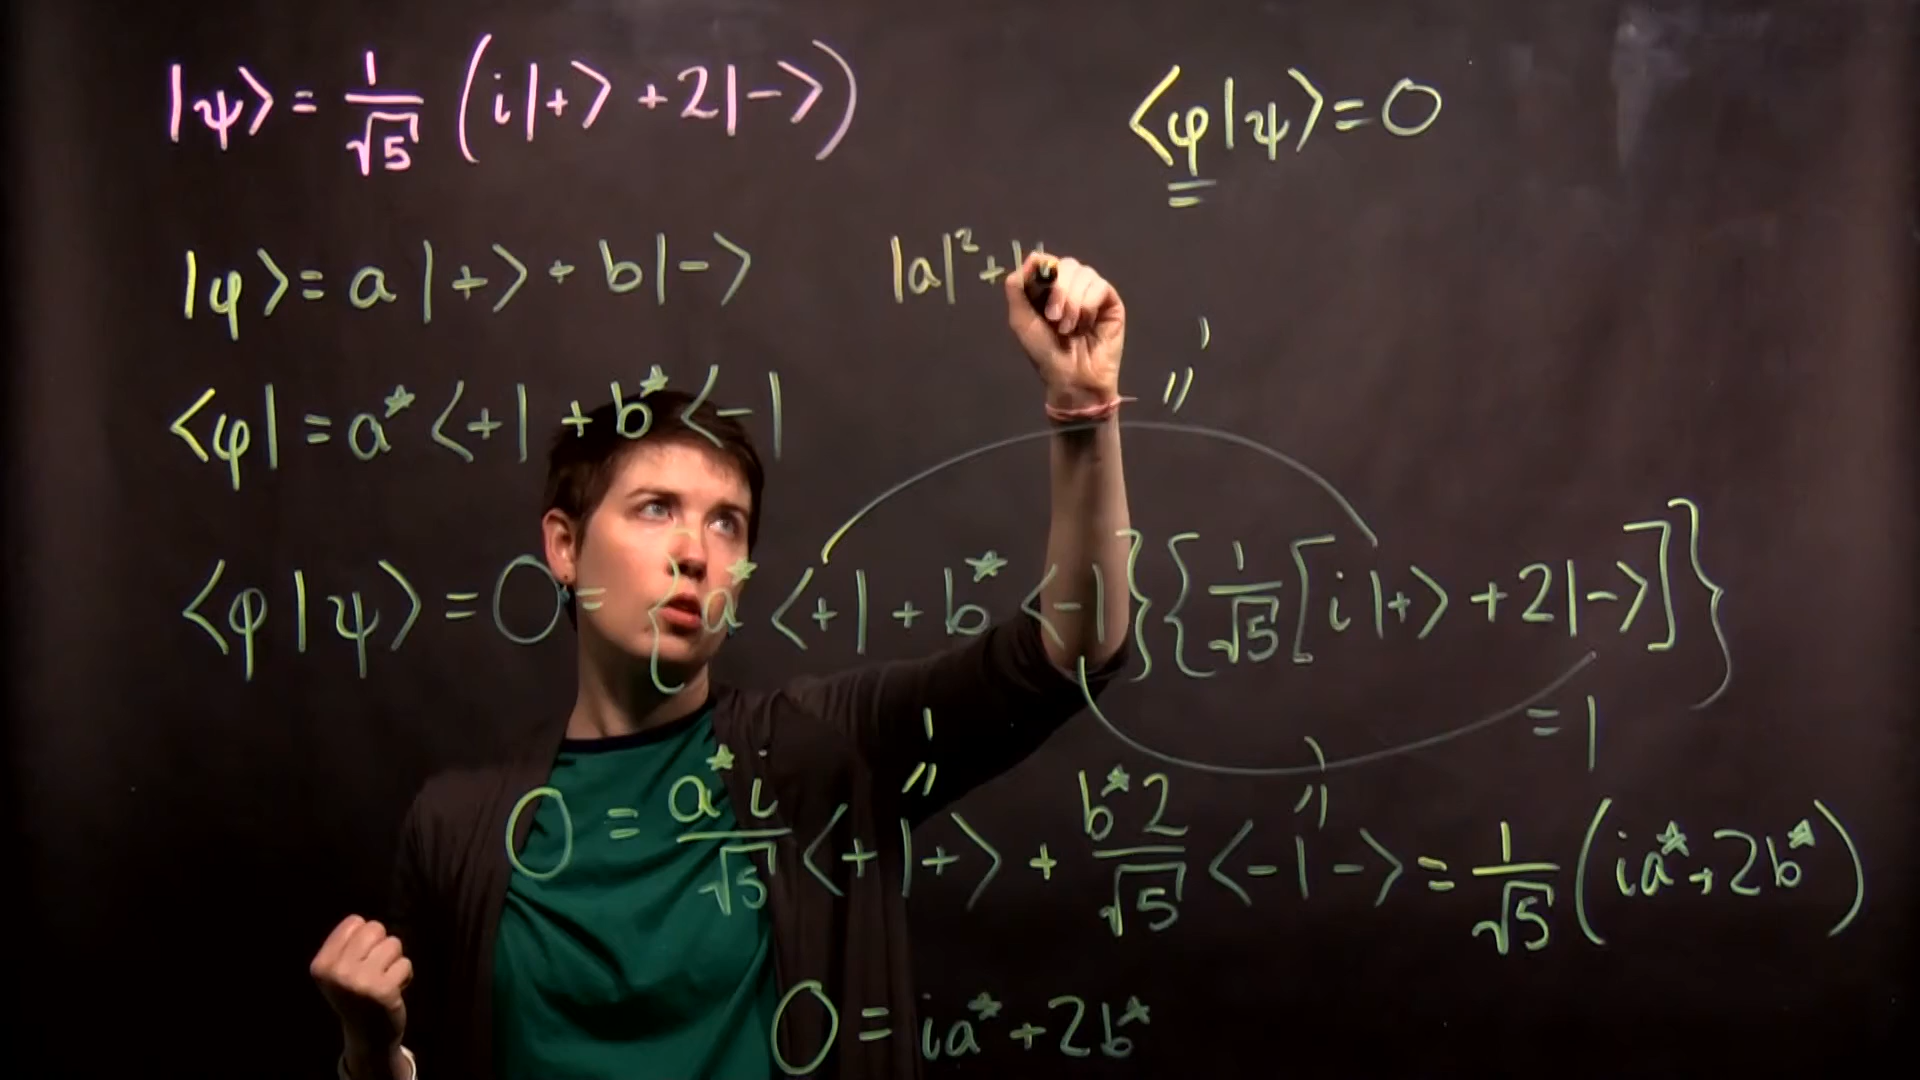 |ψ⟩ = 1/√5 (i|+⟩ + 2|-⟩)
⟨φ|ψ⟩ = 0
|φ⟩ = a|+⟩ + b|-⟩
|a|² +
⟨φ| = a*⟨+| + b*⟨-|
⟨φ|ψ⟩ = 0 = {a*⟨+| + b*⟨-|}{1/√5 [i|+⟩ + 2|-⟩]}
= 1
0 = a*i/√5 ⟨+|+⟩ + b*2/√5 ⟨-|-⟩ = 1/√5 (ia* + 2b*)
0 = ia* + 2b*